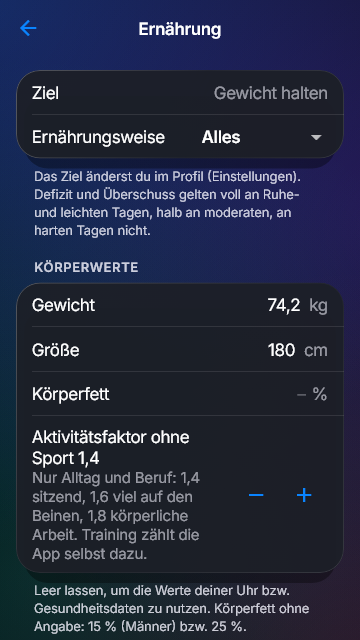 Ernährung
Ziel Gewicht halten
Ernährungsweise Alles
Das Ziel änderst du im Profil (Einstellungen).
Defizit und Überschuss gelten voll an Ruhe-
und leichten Tagen, halb an moderaten, an
harten Tagen nicht.
KÖRPERWERTE
Gewicht 74,2 kg
Größe 180 cm
Körperfett – %
Aktivitätsfaktor ohne
Sport 1,4
Nur Alltag und Beruf: 1,4
sitzend, 1,6 viel auf den
Beinen, 1,8 körperliche
Arbeit. Training zählt die
App selbst dazu.
Leer lassen, um die Werte deiner Uhr bzw.
Gesundheitsdaten zu nutzen. Körperfett ohne
Angabe: 15 % (Männer) bzw. 25 %.